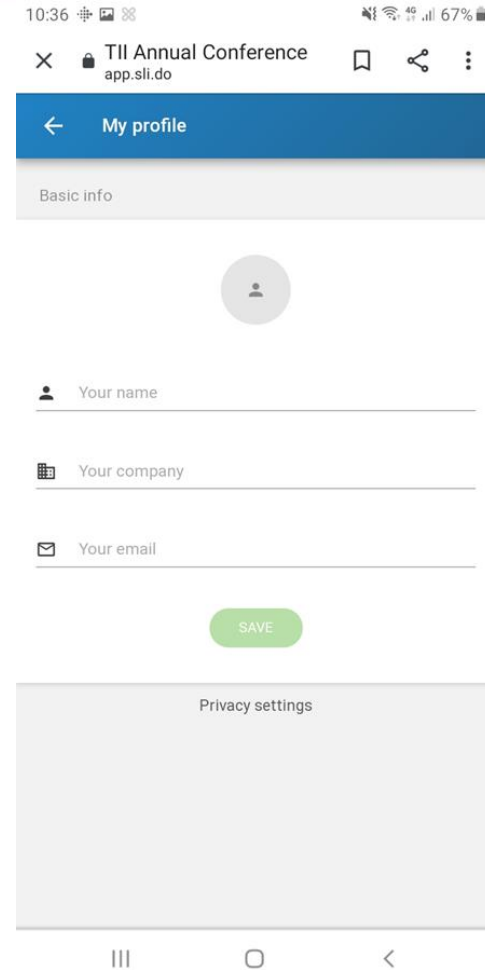 10:36 4G 67%
TII Annual Conference
app.sli.do
My profile
Basic info
Your name
Your company
Your email
SAVE
Privacy settings